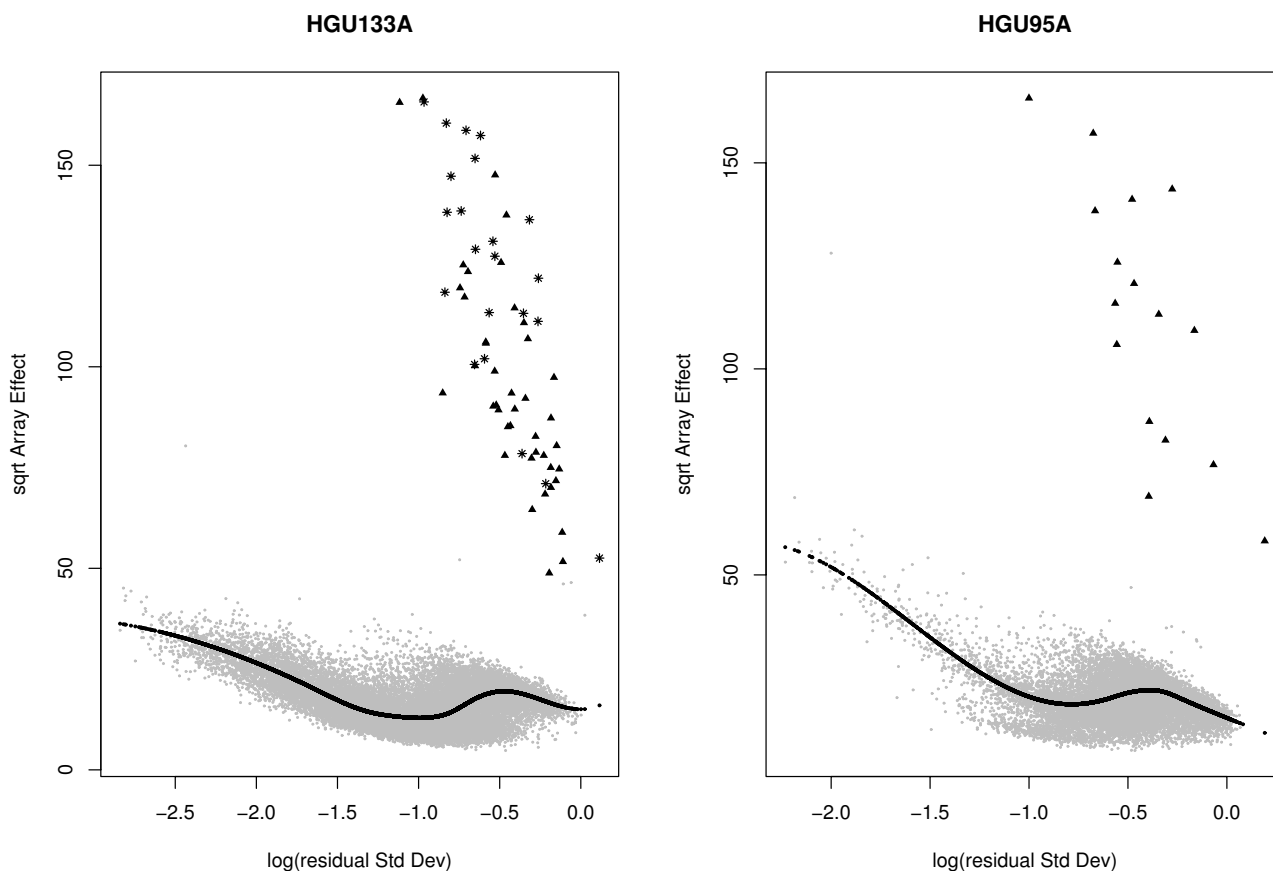 HGU133A
sqrt Array Effect
150
100
50
0
−2.5 −2.0 −1.5 −1.0 −0.5 0.0
log(residual Std Dev)
HGU95A
sqrt Array Effect
150
100
50
−2.0 −1.5 −1.0 −0.5 0.0
log(residual Std Dev)